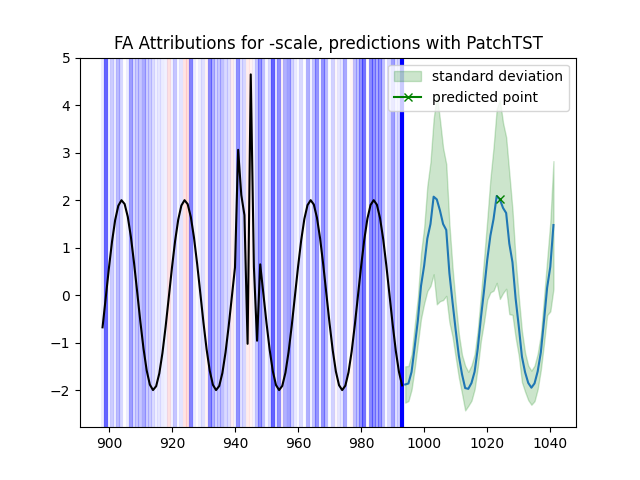 FA Attributions for -scale, predictions with PatchTST
standard deviation
predicted point
5
4
3
2
1
0
−1
−2
900 920 940 960 980 1000 1020 1040